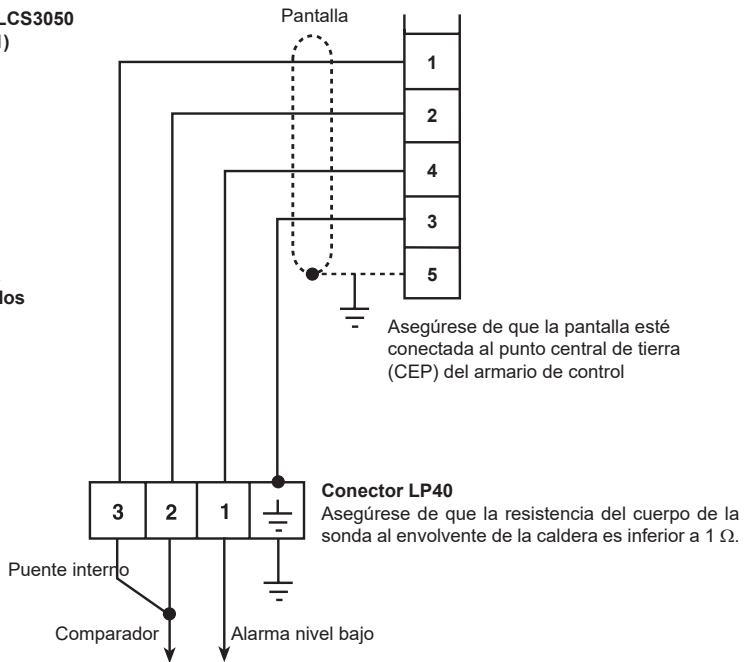 LCS3050
Pantalla
1
2
4
3
5
Asegúrese de que la pantalla esté
conectada al punto central de tierra
(CEP) del armario de control
3 2 1
Conector LP40
Asegúrese de que la resistencia del cuerpo de la
sonda al envolvente de la caldera es inferior a 1 Ω.
Puente interno
Comparador
Alarma nivel bajo